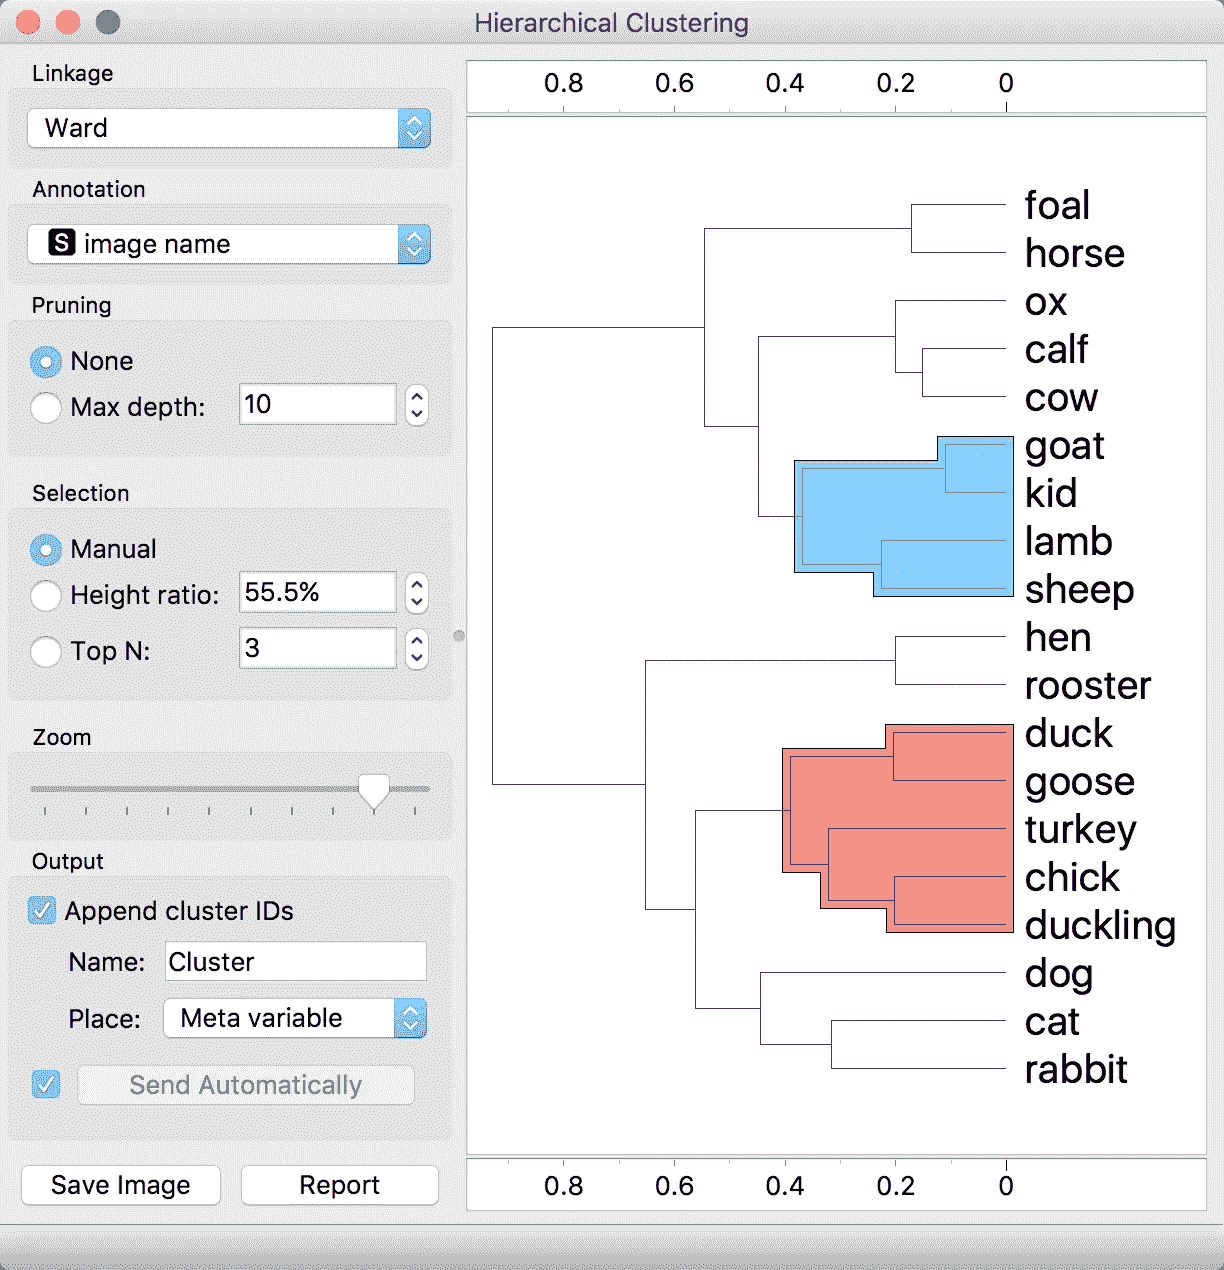 Hierarchical Clustering
Linkage
Ward
Annotation
S image name
Pruning
None
Max depth: 10
Selection
Manual
Height ratio: 55.5%
Top N: 3
Zoom
Output
Append cluster IDs
Name: Cluster
Place: Meta variable
Send Automatically
Save Image Report
0.8 0.6 0.4 0.2 0
foal
horse
ox
calf
cow
goat
kid
lamb
sheep
hen
rooster
duck
goose
turkey
chick
duckling
dog
cat
rabbit
0.8 0.6 0.4 0.2 0